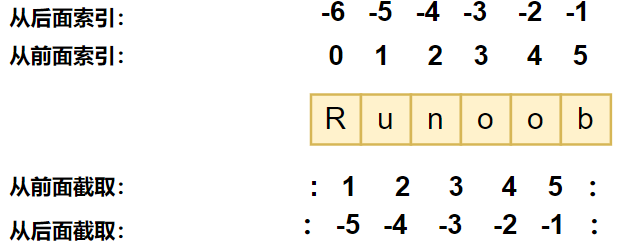 从后面索引： -6 -5 -4 -3 -2 -1
从前面索引： 0 1 2 3 4 5
R u n o o b
从前面截取： : 1 2 3 4 5 :
从后面截取： : -5 -4 -3 -2 -1 :